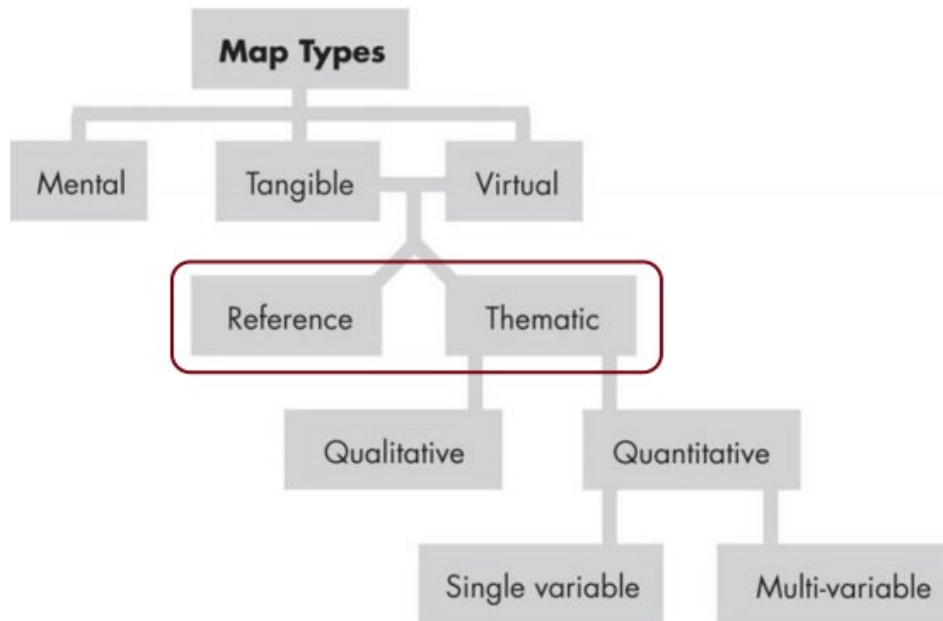 Map Types
Mental
Tangible
Virtual
Reference
Thematic
Qualitative
Quantitative
Single variable
Multi-variable